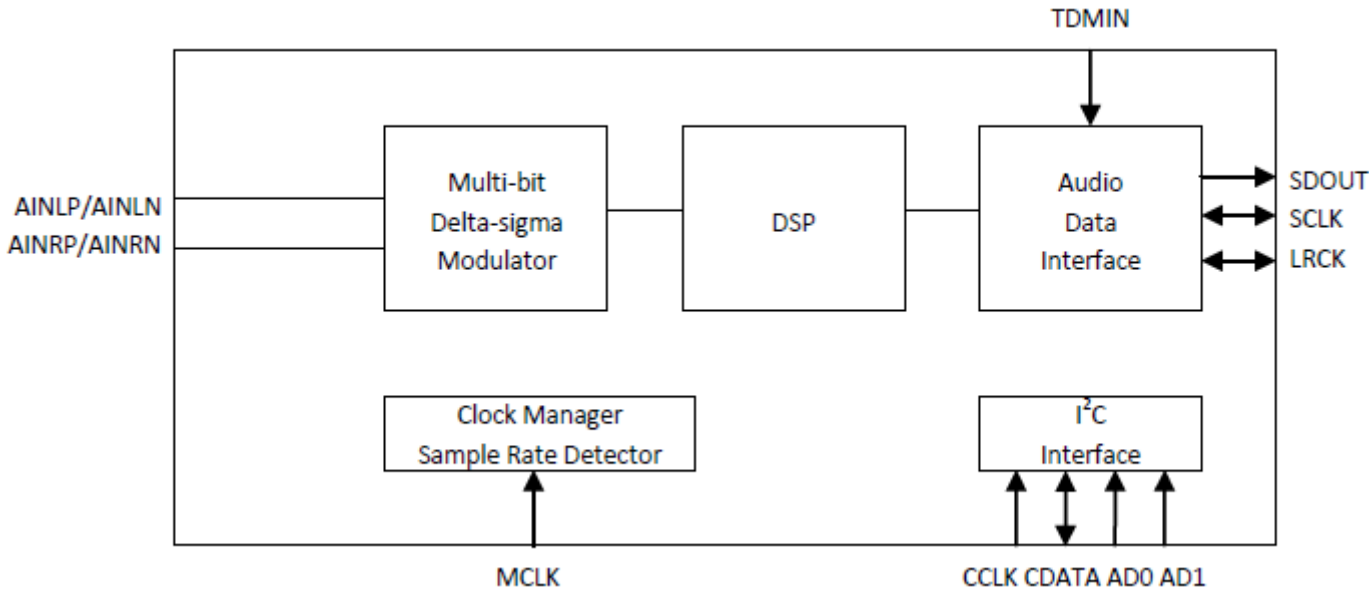 TDMIN
AINLP/AINLN
AINRP/AINRN
Multi-bit
Delta-sigma
Modulator
DSP
Audio
Data
Interface
SDOUT
SCLK
LRCK
Clock Manager
Sample Rate Detector
I²C
Interface
MCLK
CCLK CDATA AD0 AD1